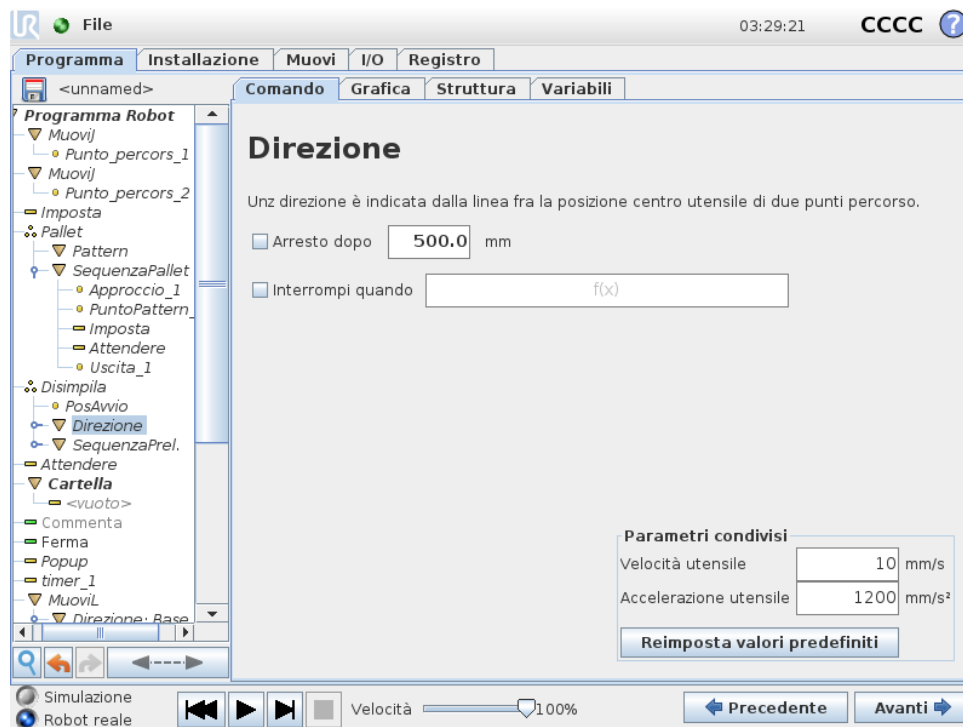 UR File 03:29:21 CCCC ?
Programma Installazione Muovi I/O Registro
<unnamed> Comando Grafica Struttura Variabili
Programma Robot
MuoviJ
Punto_percors_1
MuoviJ
Punto_percors_2
Imposta
Pallet
Pattern
SequenzaPallet
Approccio_1
PuntoPattern_
Imposta
Attendere
Uscita_1
Disimpila
PosAvvio
Direzione
SequenzaPrel.
Attendere
Cartella
<vuoto>
Commenta
Ferma
Popup
timer_1
MuoviL
Direzione: Base
Direzione
Unz direzione è indicata dalla linea fra la posizione centro utensile di due punti percorso.
Arresto dopo 500.0 mm
Interrompi quando f(x)
Parametri condivisi
Velocità utensile 10 mm/s
Accelerazione utensile 1200 mm/s²
Reimposta valori predefiniti
Simulazione
Robot reale
Velocità 100%
Precedente Avanti